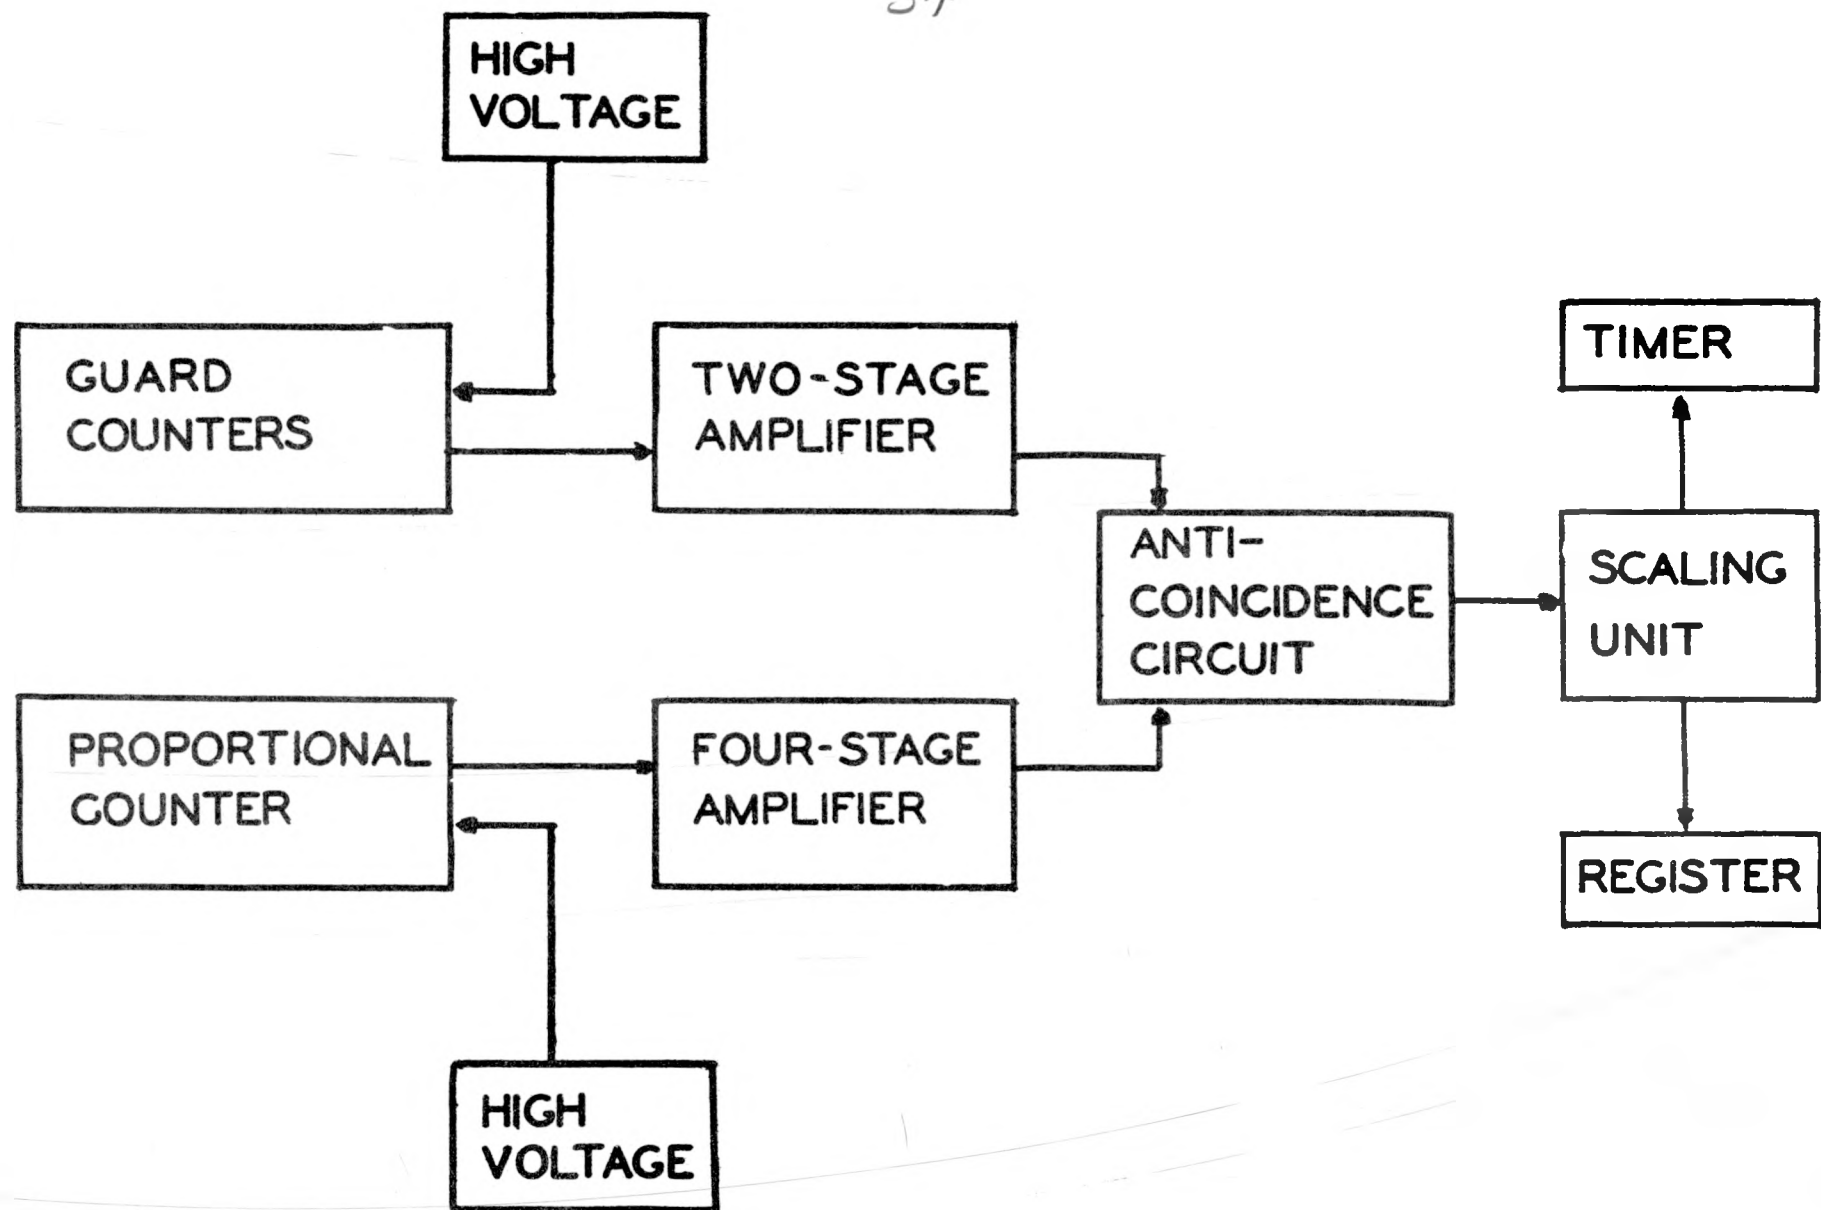 HIGH
VOLTAGE
GUARD
COUNTERS
TWO-STAGE
AMPLIFIER
TIMER
ANTI-
COINCIDENCE
CIRCUIT
SCALING
UNIT
PROPORTIONAL
COUNTER
FOUR-STAGE
AMPLIFIER
REGISTER
HIGH
VOLTAGE